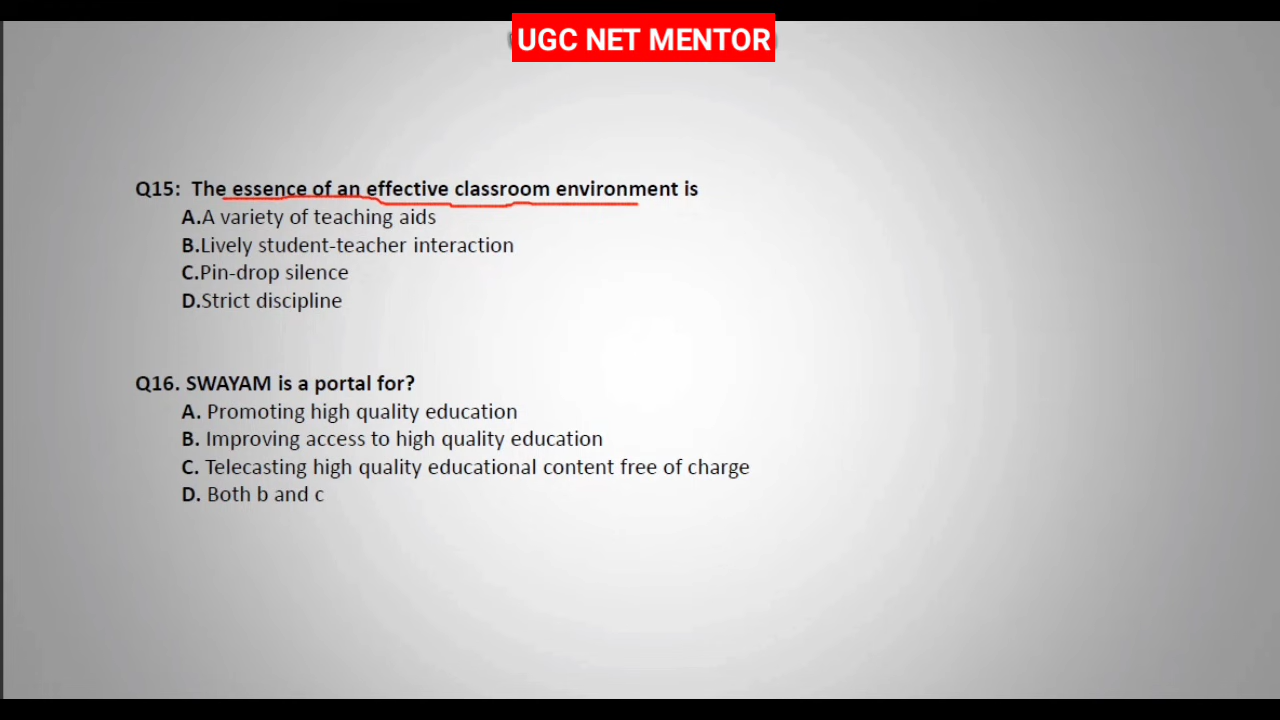 UGC NET MENTOR
Q15: The essence of an effective classroom environment is
A.A variety of teaching aids
B.Lively student-teacher interaction
C.Pin-drop silence
D.Strict discipline
Q16. SWAYAM is a portal for?
A. Promoting high quality education
B. Improving access to high quality education
C. Telecasting high quality educational content free of charge
D. Both b and c